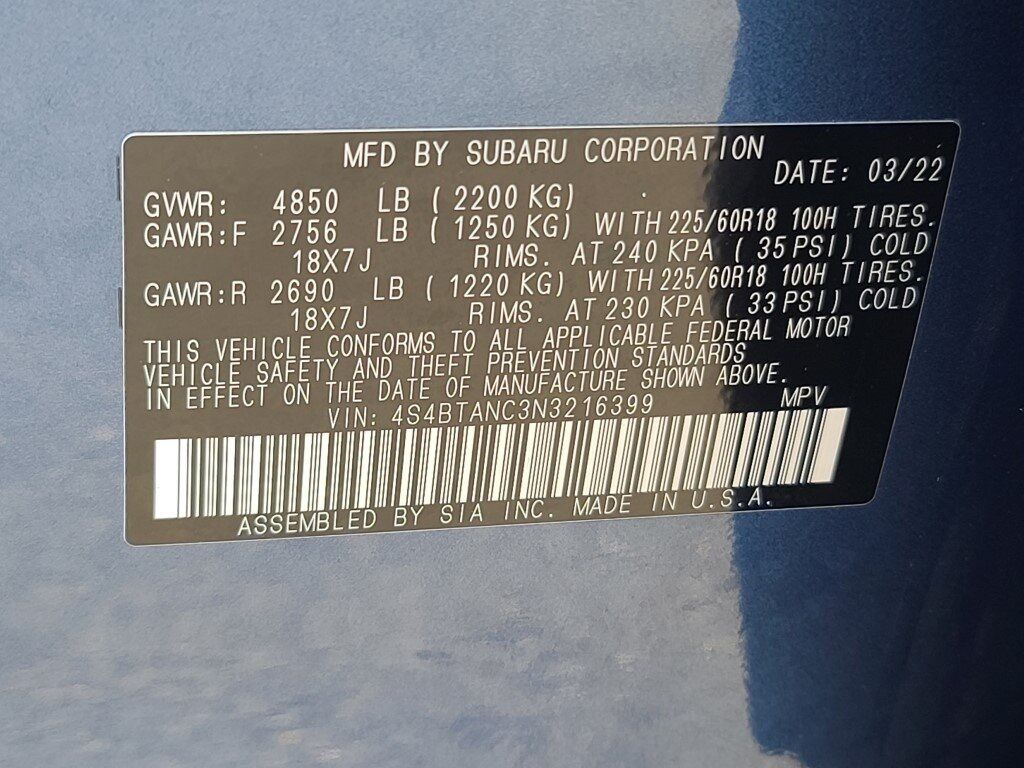 MFD BY SUBARU CORPORATION
DATE: 03/22
GVWR: 4850 LB ( 2200 KG)
GAWR:F 2756 LB ( 1250 KG) WITH 225/60R18 100H TIRES.
18X7J RIMS. AT 240 KPA ( 35 PSI) COLD
GAWR:R 2690 LB ( 1220 KG) WITH 225/60R18 100H TIRES.
18X7J RIMS. AT 230 KPA ( 33 PSI) COLD
THIS VEHICLE CONFORMS TO ALL APPLICABLE FEDERAL MOTOR
VEHICLE SAFETY AND THEFT PREVENTION STANDARDS
IN EFFECT ON THE DATE OF MANUFACTURE SHOWN ABOVE.
VIN: 4S4BTANC3N3216399 MPV
ASSEMBLED BY SIA INC. MADE IN U.S.A.